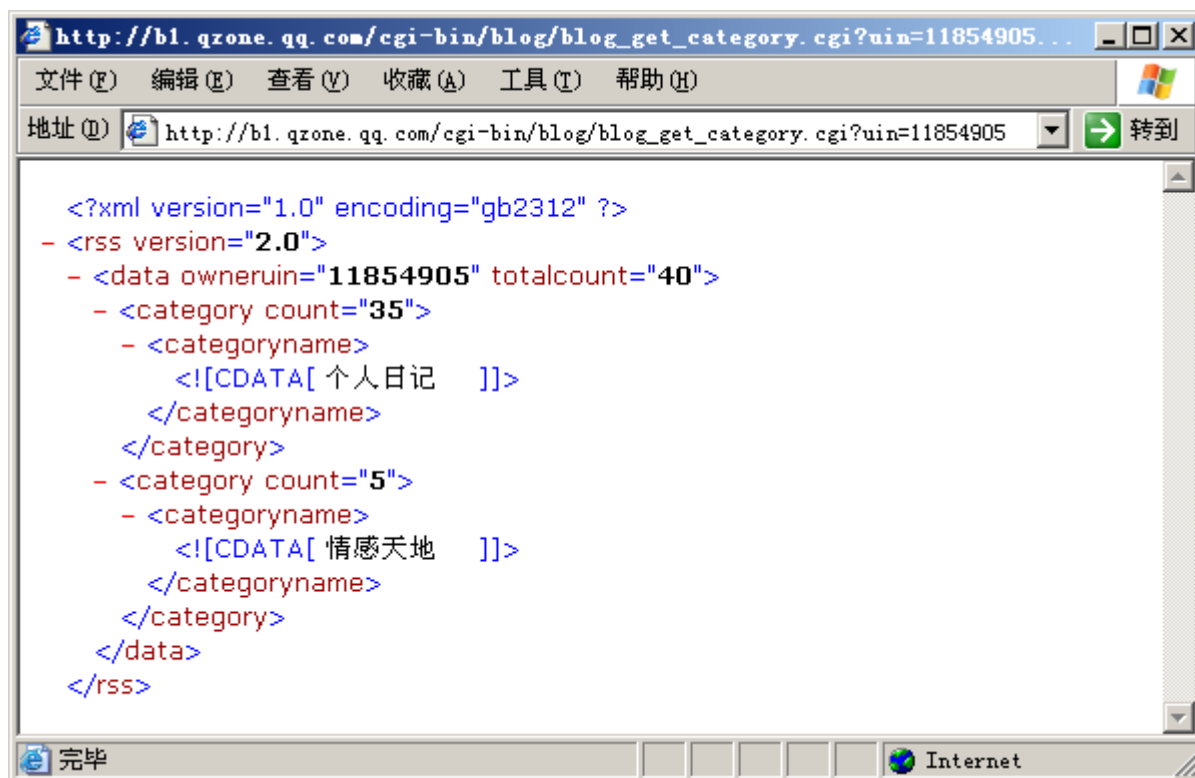 http://b1.qzone.qq.com/cgi-bin/blog/blog_get_category.cgi?uin=11854905...
文件(F) 编辑(E) 查看(V) 收藏(A) 工具(T) 帮助(H)
地址(D) http://b1.qzone.qq.com/cgi-bin/blog/blog_get_category.cgi?uin=11854905 转到
<?xml version="1.0" encoding="gb2312" ?>
- <rss version="2.0">
- <data owneruin="11854905" totalcount="40">
- <category count="35">
- <categoryname>
<![CDATA[ 个人日记 ]]>
</categoryname>
</category>
- <category count="5">
- <categoryname>
<![CDATA[ 情感天地 ]]>
</categoryname>
</category>
</data>
</rss>
完毕 Internet